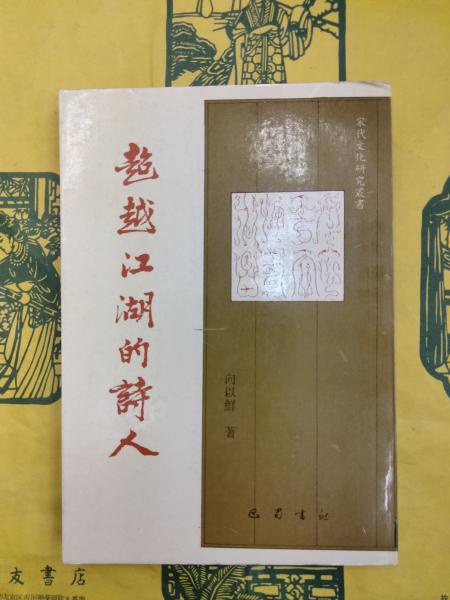 超越江湖的詩人
宋代文化研究叢書
向以鮮 著
巴蜀書社
友書店
株